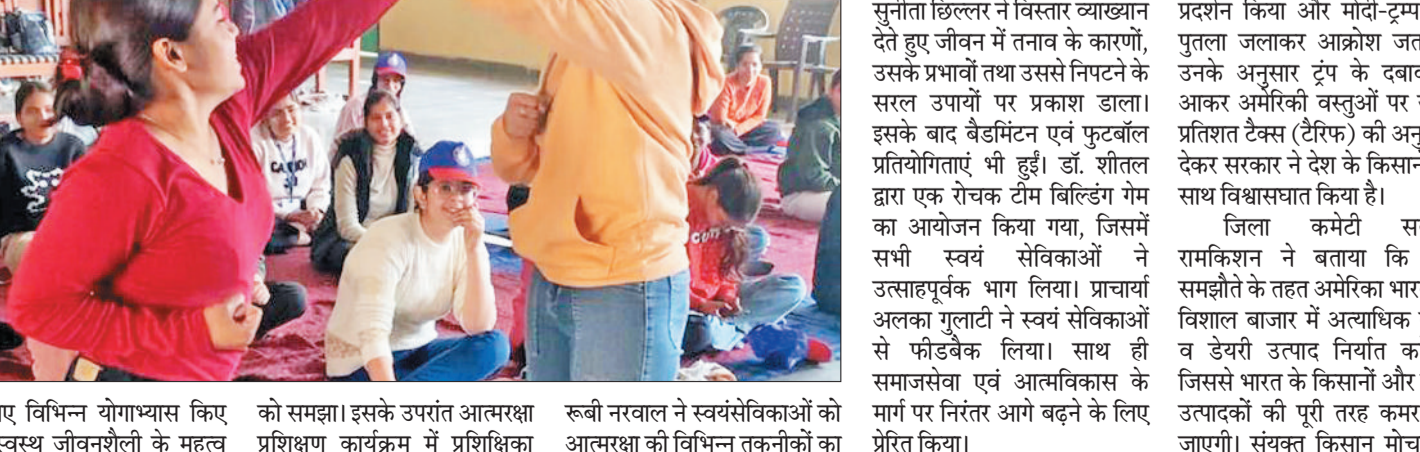 ए विभिन्न योगाभ्यास किए
स्वस्थ जीवनशैली के महत्व
को समझा। इसके उपरांत आत्मरक्षा
प्रशिक्षण कार्यक्रम में प्रशिक्षिका
रूबी नरवाल ने स्वयंसेविकाओं को
आत्मरक्षा की विभिन्न तकनीकों का
सुनीता छिल्लर ने विस्तार व्याख्यान
देते हुए जीवन में तनाव के कारणों,
उसके प्रभावों तथा उससे निपटने के
सरल उपायों पर प्रकाश डाला।
इसके बाद बैडमिंटन एवं फुटबॉल
प्रतियोगिताएं भी हुईं। डॉ. शीतल
द्वारा एक रोचक टीम बिल्डिंग गेम
का आयोजन किया गया, जिसमें
सभी स्वयं सेविकाओं ने
उत्साहपूर्वक भाग लिया। प्राचार्या
अलका गुलाटी ने स्वयं सेविकाओं
से फीडबैक लिया। साथ ही
समाजसेवा एवं आत्मविकास के
मार्ग पर निरंतर आगे बढ़ने के लिए
प्रेरित किया।
प्रदर्शन किया और मोदी-ट्रम्प
पुतला जलाकर आक्रोश जत
उनके अनुसार ट्रंप के दबा
आकर अमेरिकी वस्तुओं पर
प्रतिशत टैक्स (टैरिफ) की अनु
देकर सरकार ने देश के किसान
साथ विश्वासघात किया है।
जिला कमेटी स
रामकिशन ने बताया कि
समझौते के तहत अमेरिका भार
विशाल बाजार में अत्याधिक
व डेयरी उत्पाद निर्यात क
जिससे भारत के किसानों और
उत्पादकों की पूरी तरह कमर
जाएगी। संयुक्त किसान मोच